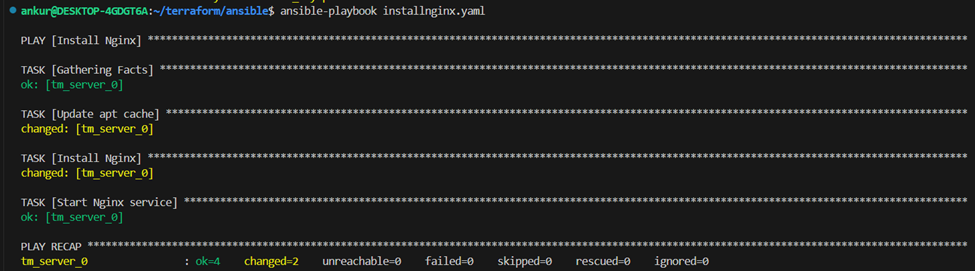 ankur@DESKTOP-4GDGT6A:~/terraform/ansible$ ansible-playbook installnginx.yaml
PLAY [Install Nginx] ****************************************************************************************************************************************
TASK [Gathering Facts] **************************************************************************************************************************************
ok: [tm_server_0]
TASK [Update apt cache] *************************************************************************************************************************************
changed: [tm_server_0]
TASK [Install Nginx] ****************************************************************************************************************************************
changed: [tm_server_0]
TASK [Start Nginx service] **********************************************************************************************************************************
ok: [tm_server_0]
PLAY RECAP **************************************************************************************************************************************************
tm_server_0                : ok=4    changed=2    unreachable=0    failed=0    skipped=0    rescued=0    ignored=0